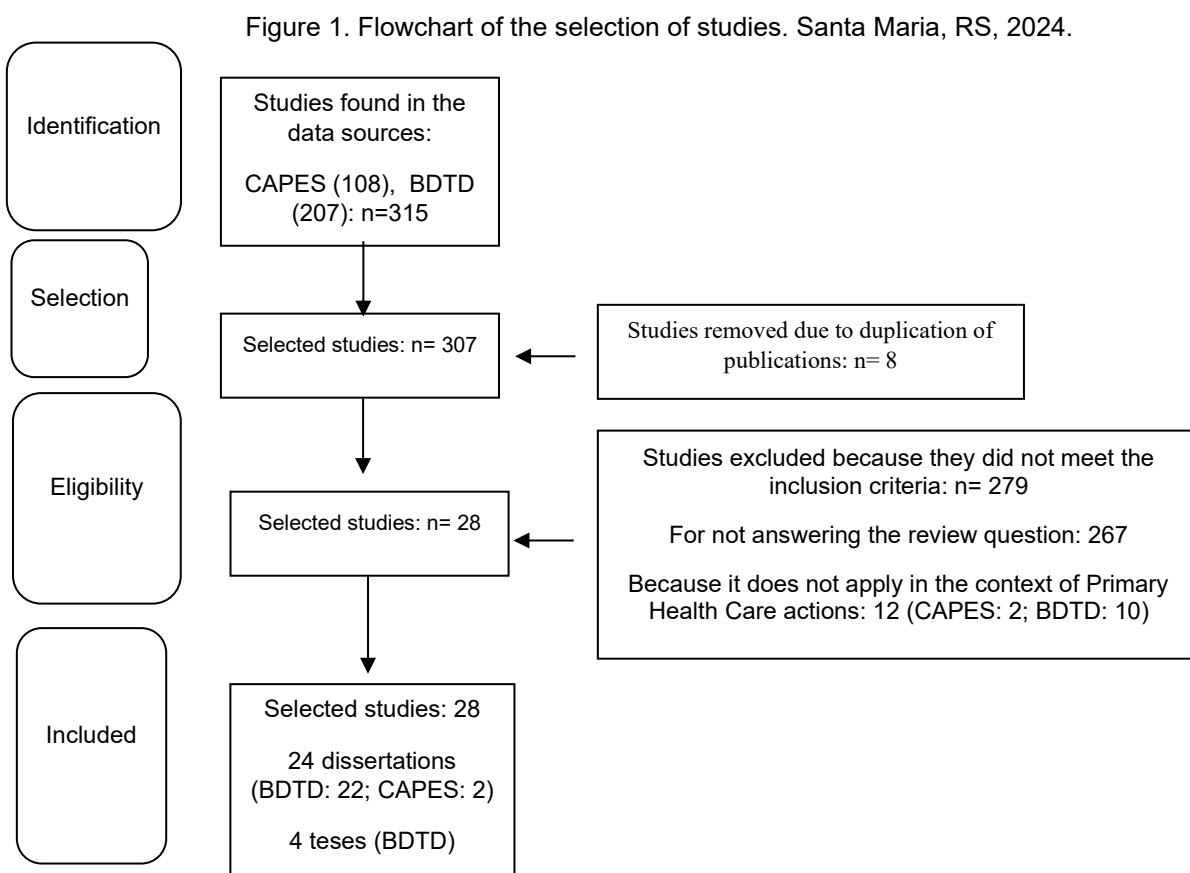 Figure 1. Flowchart of the selection of studies. Santa Maria, RS, 2024.
Identification
Studies found in the
data sources:
CAPES (108), BDTD
(207): n=315
Selection
Selected studies: n= 307
Studies removed due to duplication of
publications: n= 8
Eligibility
Selected studies: n= 28
Studies excluded because they did not meet the
inclusion criteria: n= 279
For not answering the review question: 267
Because it does not apply in the context of Primary
Health Care actions: 12 (CAPES: 2; BDTD: 10)
Included
Selected studies: 28
24 dissertations
(BDTD: 22; CAPES: 2)
4 teses (BDTD)